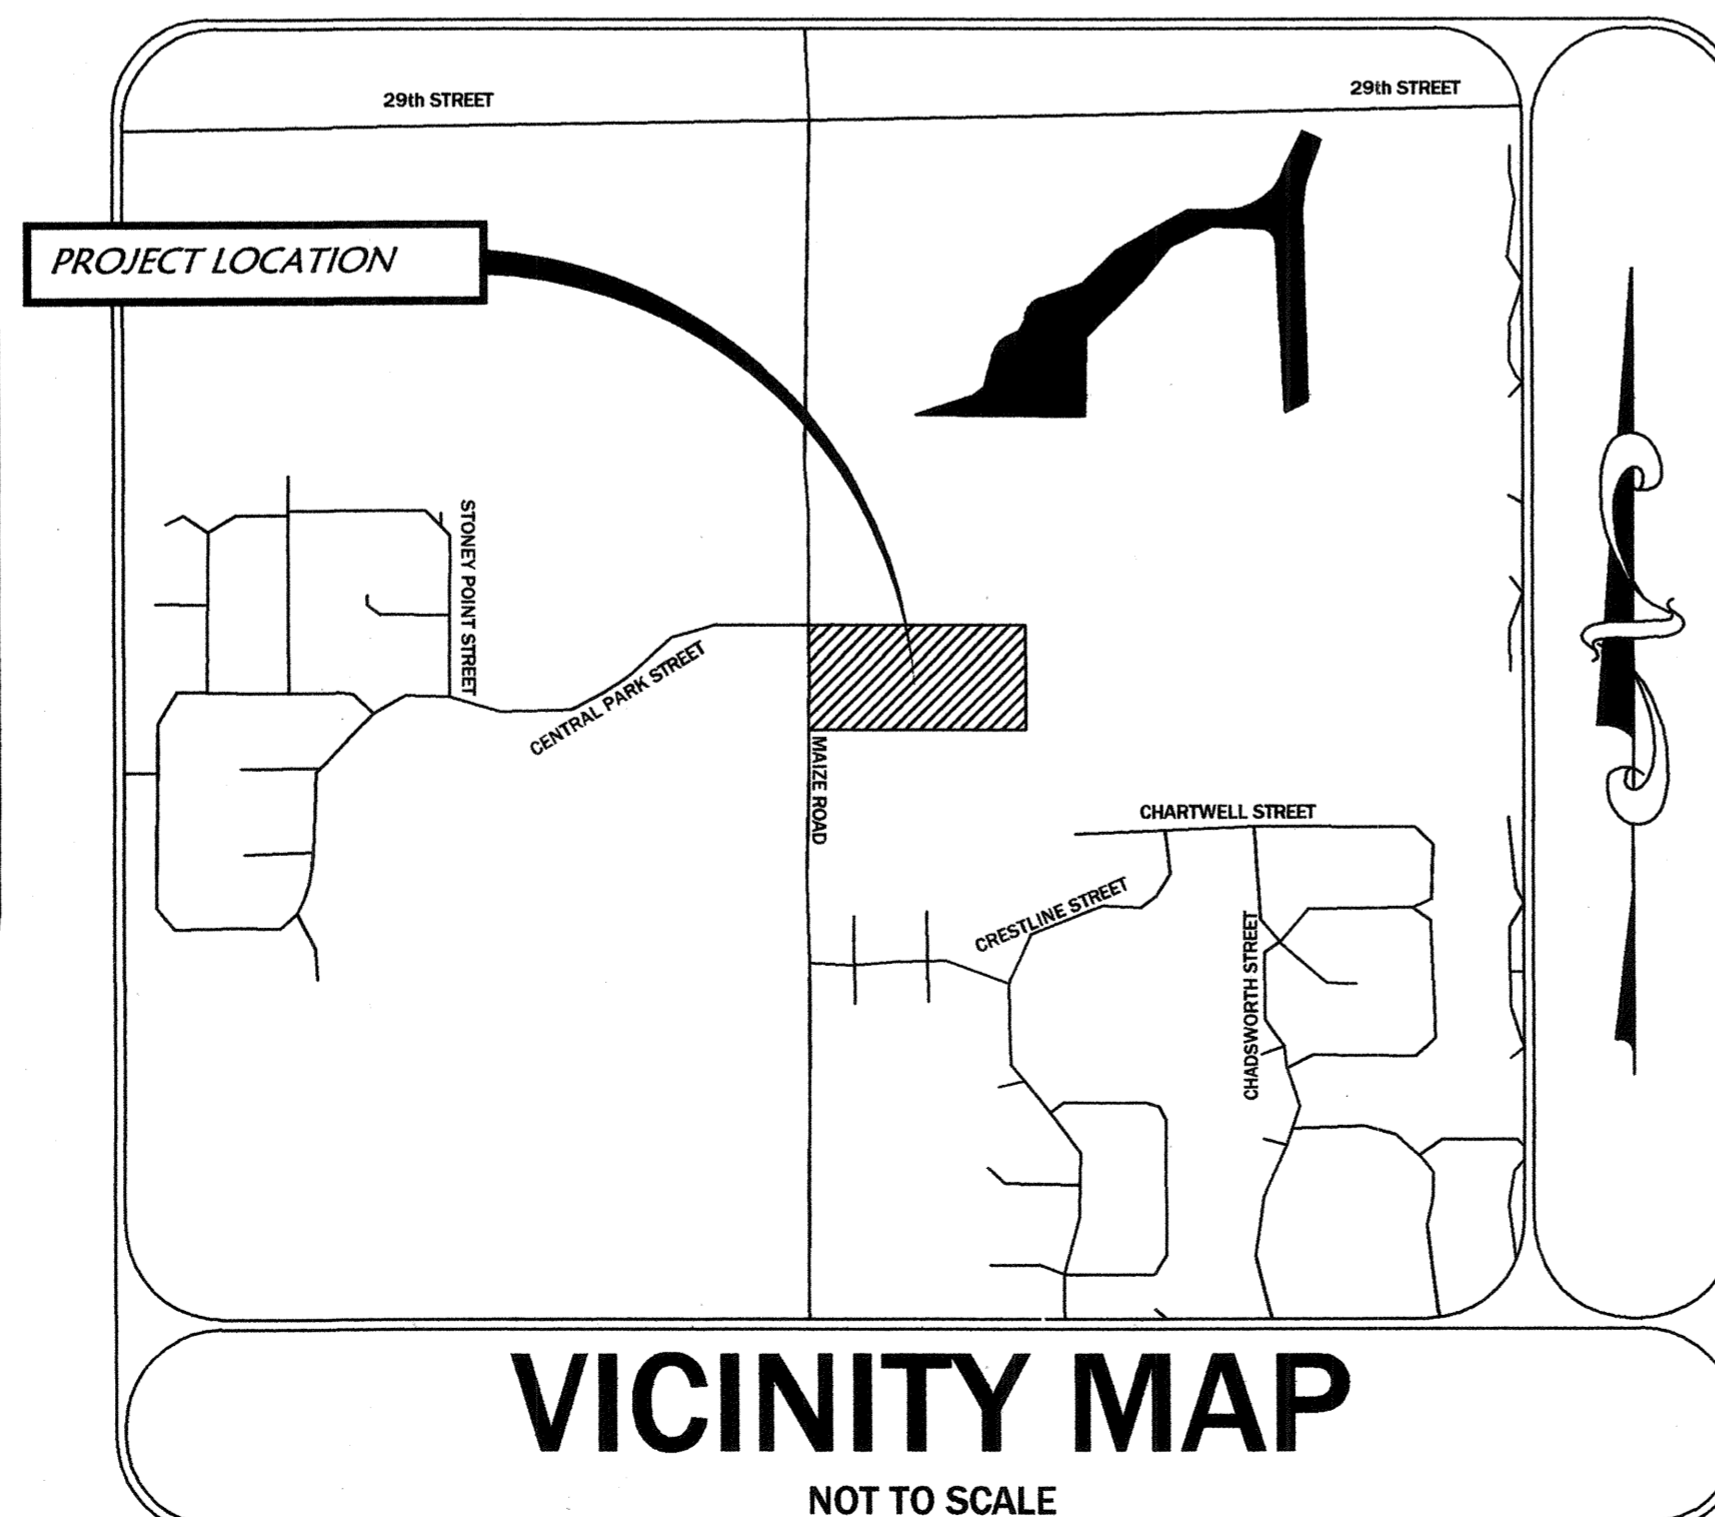 29th STREET
29th STREET
PROJECT LOCATION
STONEY POINT STREET
CENTRAL PARK STREET
MAIZE ROAD
CHARTWELL STREET
CRESTLINE STREET
CHADSWORTH STREET
VICINITY MAP
NOT TO SCALE